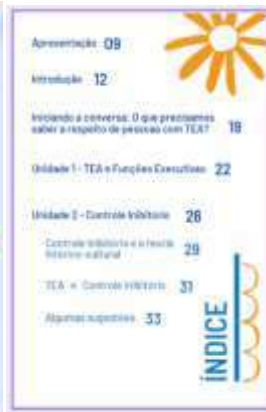 Apresentação 09
Introdução 12
Iniciando a conversa: O que precisamos
saber a respeito de pessoas com TEA? 19
Unidade 1 - TEA e Funções Executivas 22
Unidade 2 - Controle Inibitório 26
Controle Inibitório e a teoria
histórico-cultural 29
TEA e Controle Inibitório 31
Algumas sugestões 33
ÍNDICE